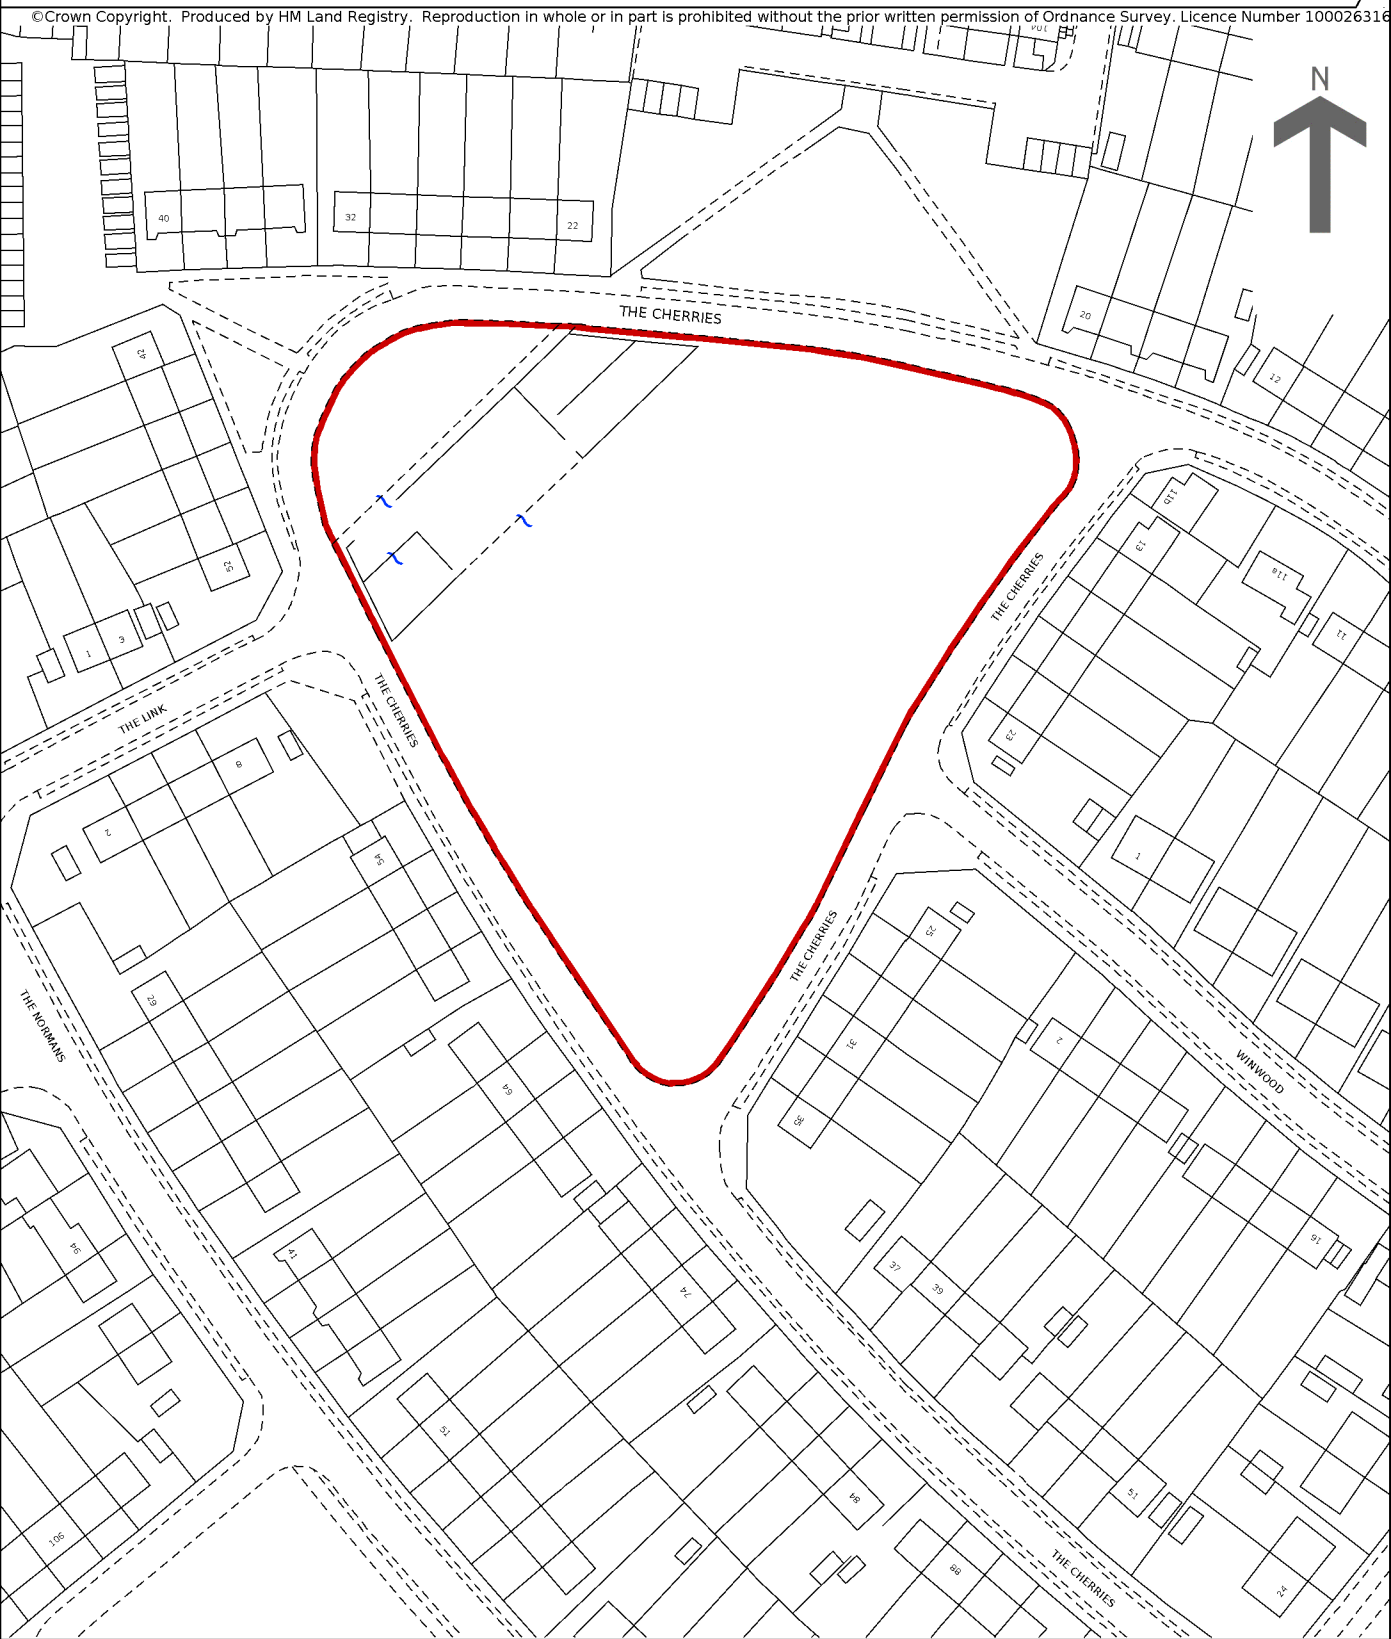 ©Crown Copyright. Produced by HM Land Registry. Reproduction in whole or in part is prohibited without the prior written permission of Ordnance Survey. Licence Number 100026316
10A
N
40
32
22
THE CHERRIES
20
12
42
52
11b
13
11a
11
THE CHERRIES
1
3
THE LINK
THE CHERRIES
23
8
2
54
1
25
THE CHERRIES
29
THE NORMANS
31
2
WINWOOD
64
35
94
41
37
39
16
74
51
84
51
106
88
THE CHERRIES
24